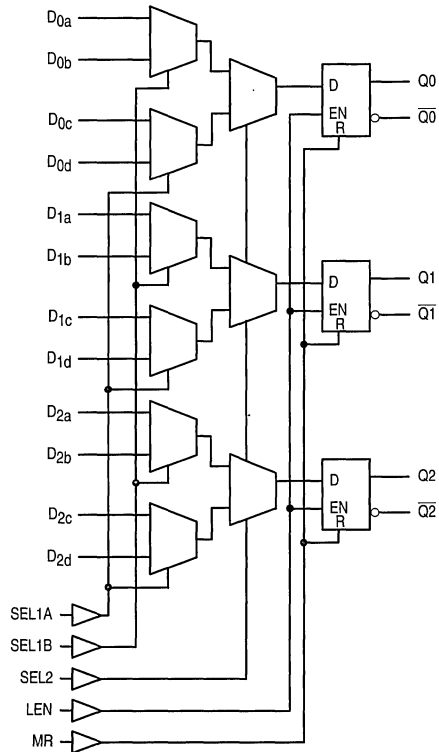 D0a
D0b
D Q0
EN Q0
R
D0c
D0d
D1a
D1b
D Q1
EN Q1
R
D1c
D1d
D2a
D2b
D Q2
EN Q2
R
D2c
D2d
SEL1A
SEL1B
SEL2
LEN
MR